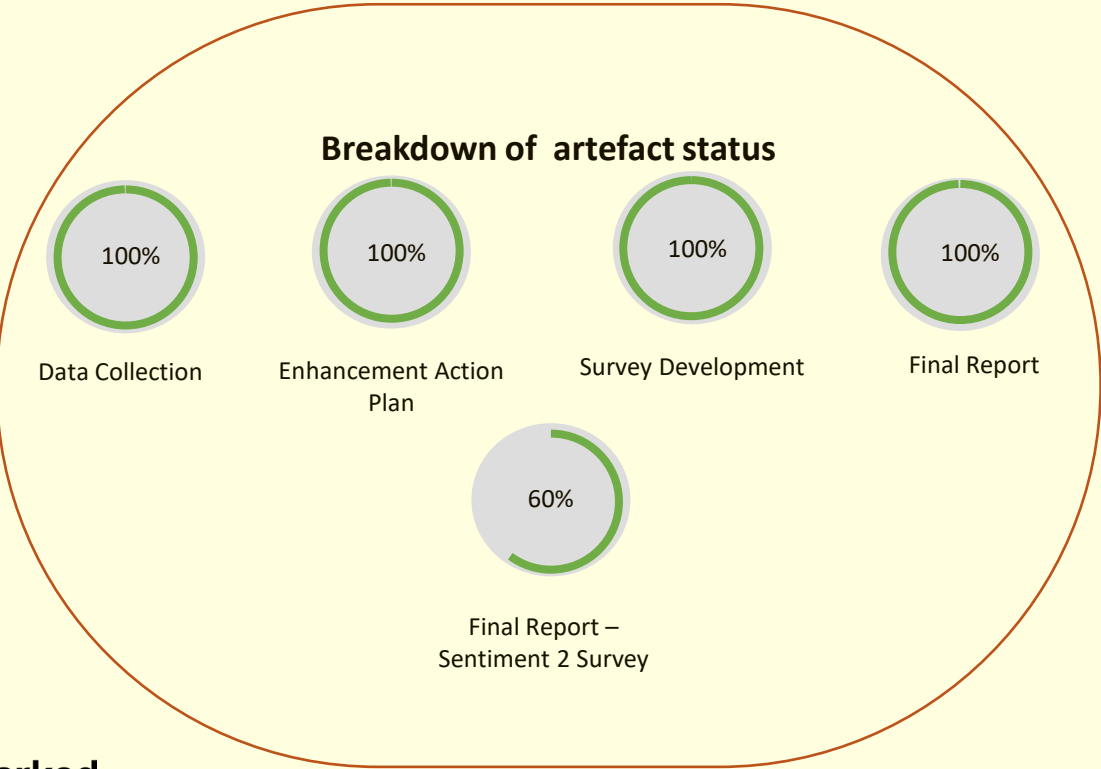 Breakdown of artefact status
100%
100%
100%
100%
Data Collection
Enhancement Action
Plan
Survey Development
Final Report
60%
Final Report –
Sentiment 2 Survey